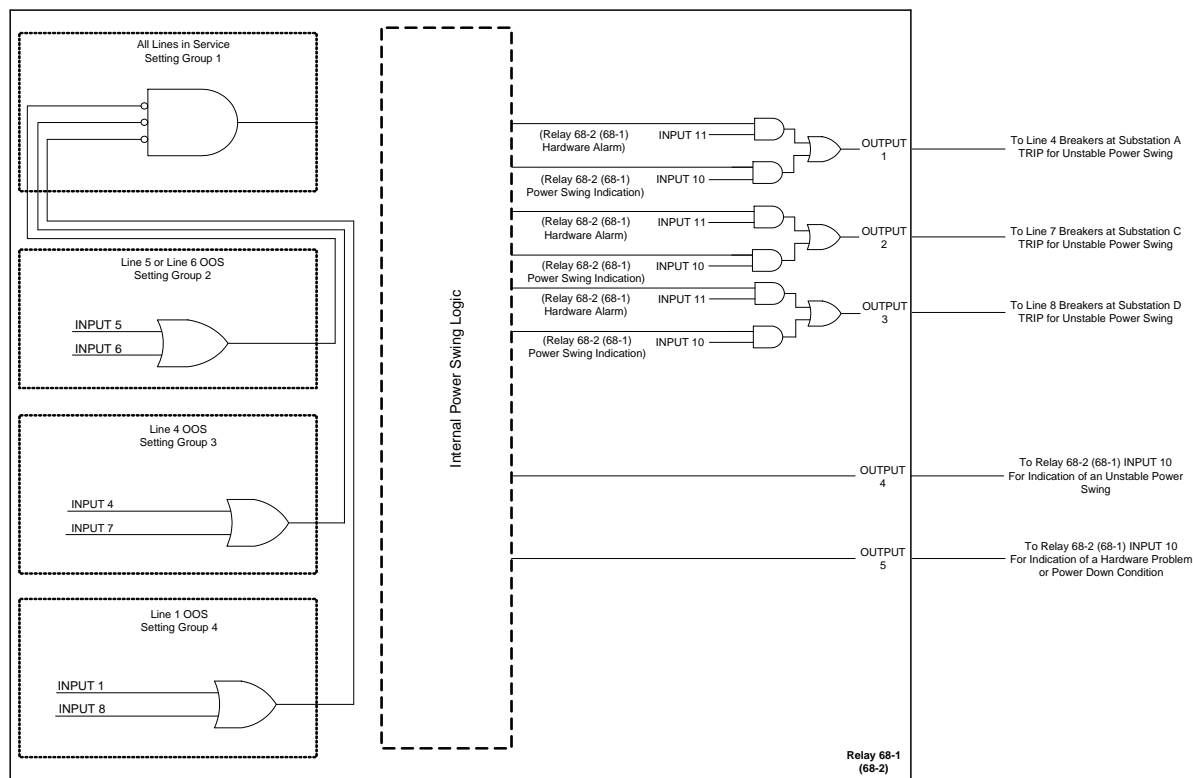 All Lines in Service
Setting Group 1
Line 5 or Line 6 OOS
Setting Group 2
INPUT 5
INPUT 6
Line 4 OOS
Setting Group 3
INPUT 4
INPUT 7
Line 1 OOS
Setting Group 4
INPUT 1
INPUT 8
Internal Power Swing Logic
(Relay 68-2 (68-1)
Hardware Alarm)
INPUT 11
(Relay 68-2 (68-1)
Power Swing Indication)
INPUT 10
OUTPUT
1
To Line 4 Breakers at Substation A
TRIP for Unstable Power Swing
(Relay 68-2 (68-1)
Hardware Alarm)
INPUT 11
(Relay 68-2 (68-1)
Power Swing Indication)
INPUT 10
OUTPUT
2
To Line 7 Breakers at Substation C
TRIP for Unstable Power Swing
(Relay 68-2 (68-1)
Hardware Alarm)
INPUT 11
(Relay 68-2 (68-1)
Power Swing Indication)
INPUT 10
OUTPUT
3
To Line 8 Breakers at Substation D
TRIP for Unstable Power Swing
OUTPUT
4
To Relay 68-2 (68-1) INPUT 10
For Indication of an Unstable Power
Swing
OUTPUT
5
To Relay 68-2 (68-1) INPUT 10
For Indication of a Hardware Problem
or Power Down Condition
Relay 68-1
(68-2)